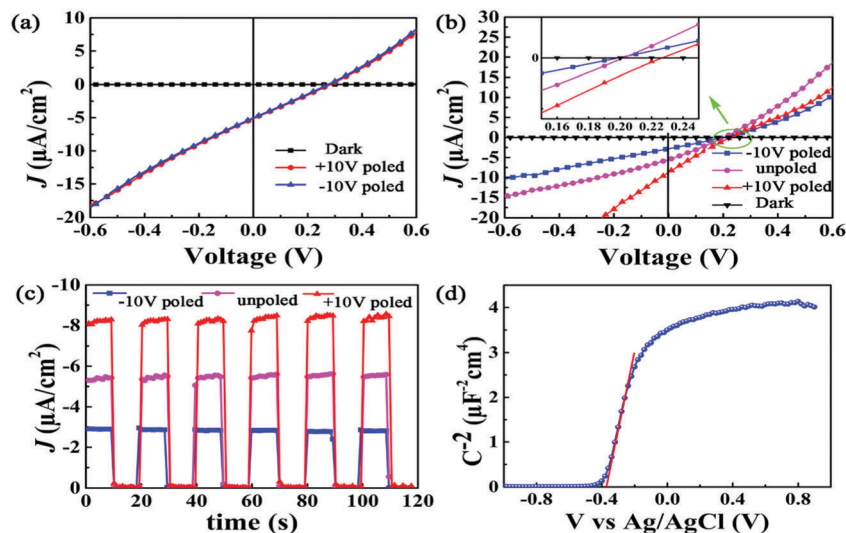 (a)
J (μA/cm²)
10
5
0
-5
-10
-15
-20
-0.6 -0.4 -0.2 0.0 0.2 0.4 0.6
Voltage (V)
Dark
+10V poled
-10V poled
(b)
J (μA/cm²)
30
25
20
15
10
5
0
-5
-10
-15
-20
-0.6 -0.4 -0.2 0.0 0.2 0.4 0.6
Voltage (V)
0
0.16 0.18 0.20 0.22 0.24
-10V poled
unpoled
+10V poled
Dark
(c)
J (μA/cm²)
-10
-8
-6
-4
-2
0
0 20 40 60 80 100 120
time (s)
-10V poled unpoled +10V poled
(d)
C⁻² (μF⁻²cm⁴)
4
3
2
1
0
-0.8 -0.4 0.0 0.4 0.8
V vs Ag/AgCl (V)